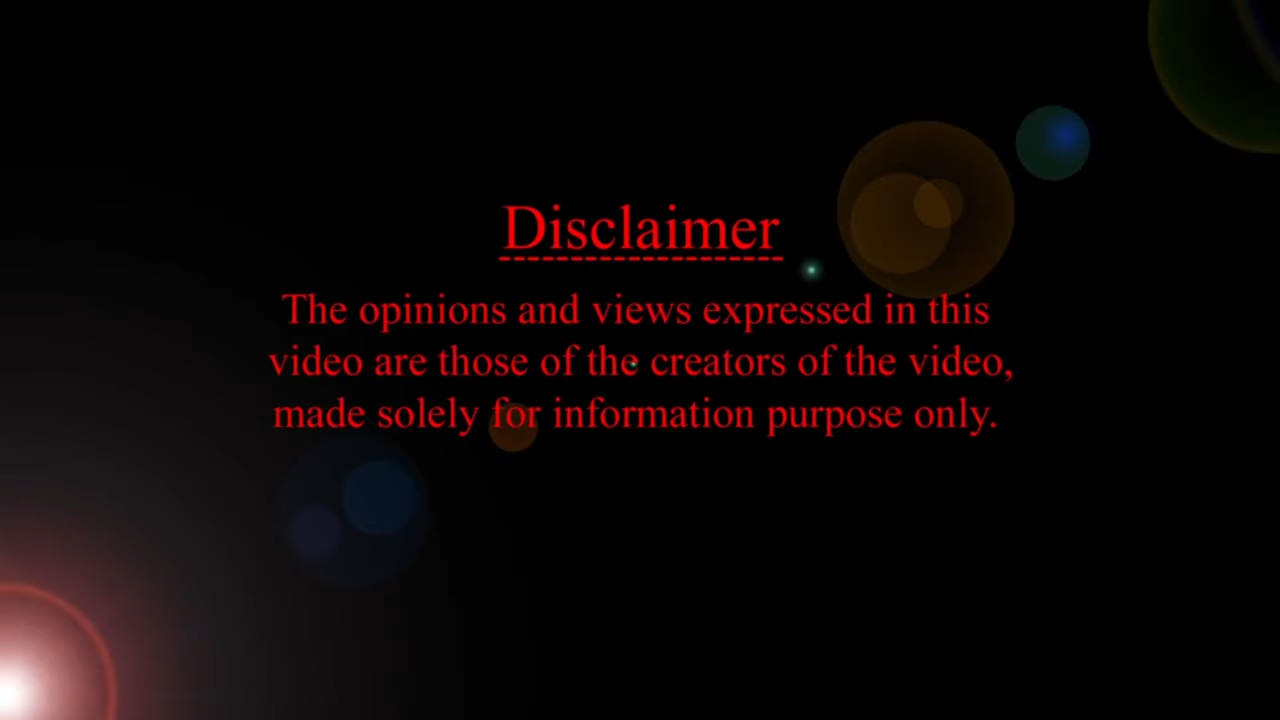 Disclaimer
The opinions and views expressed in this
video are those of the creators of the video,
made solely for information purpose only.